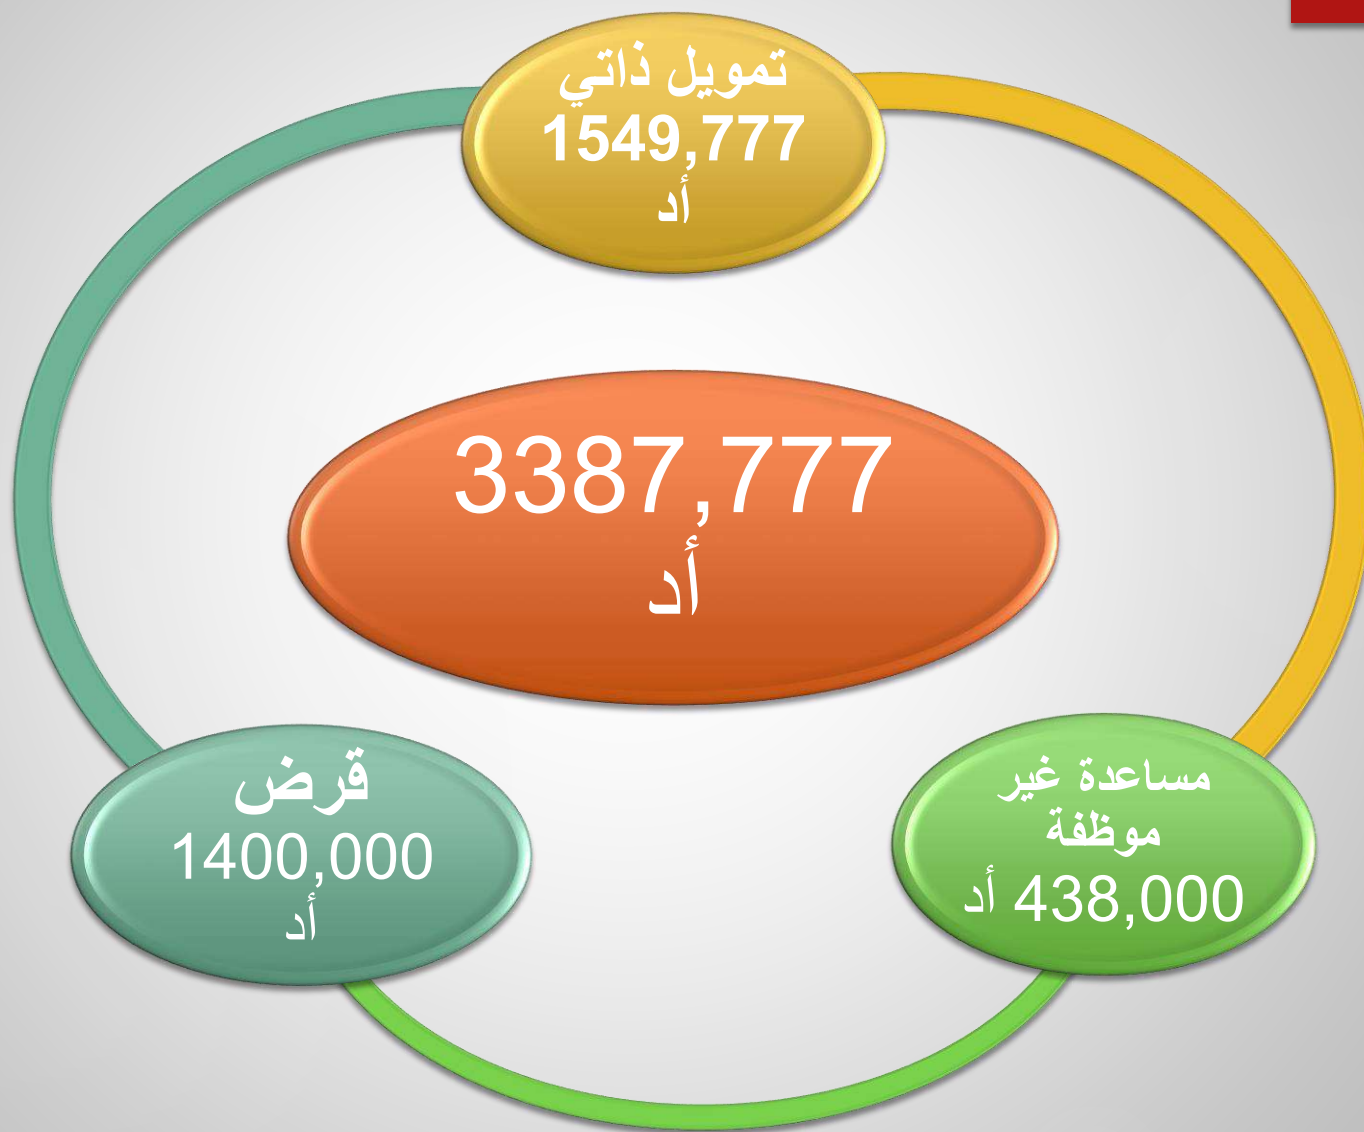 تمويل ذاتي
1549,777
أد
3387,777
أد
مساعدة غير
موظفة
438,000 أد
قرض
1400,000
أد